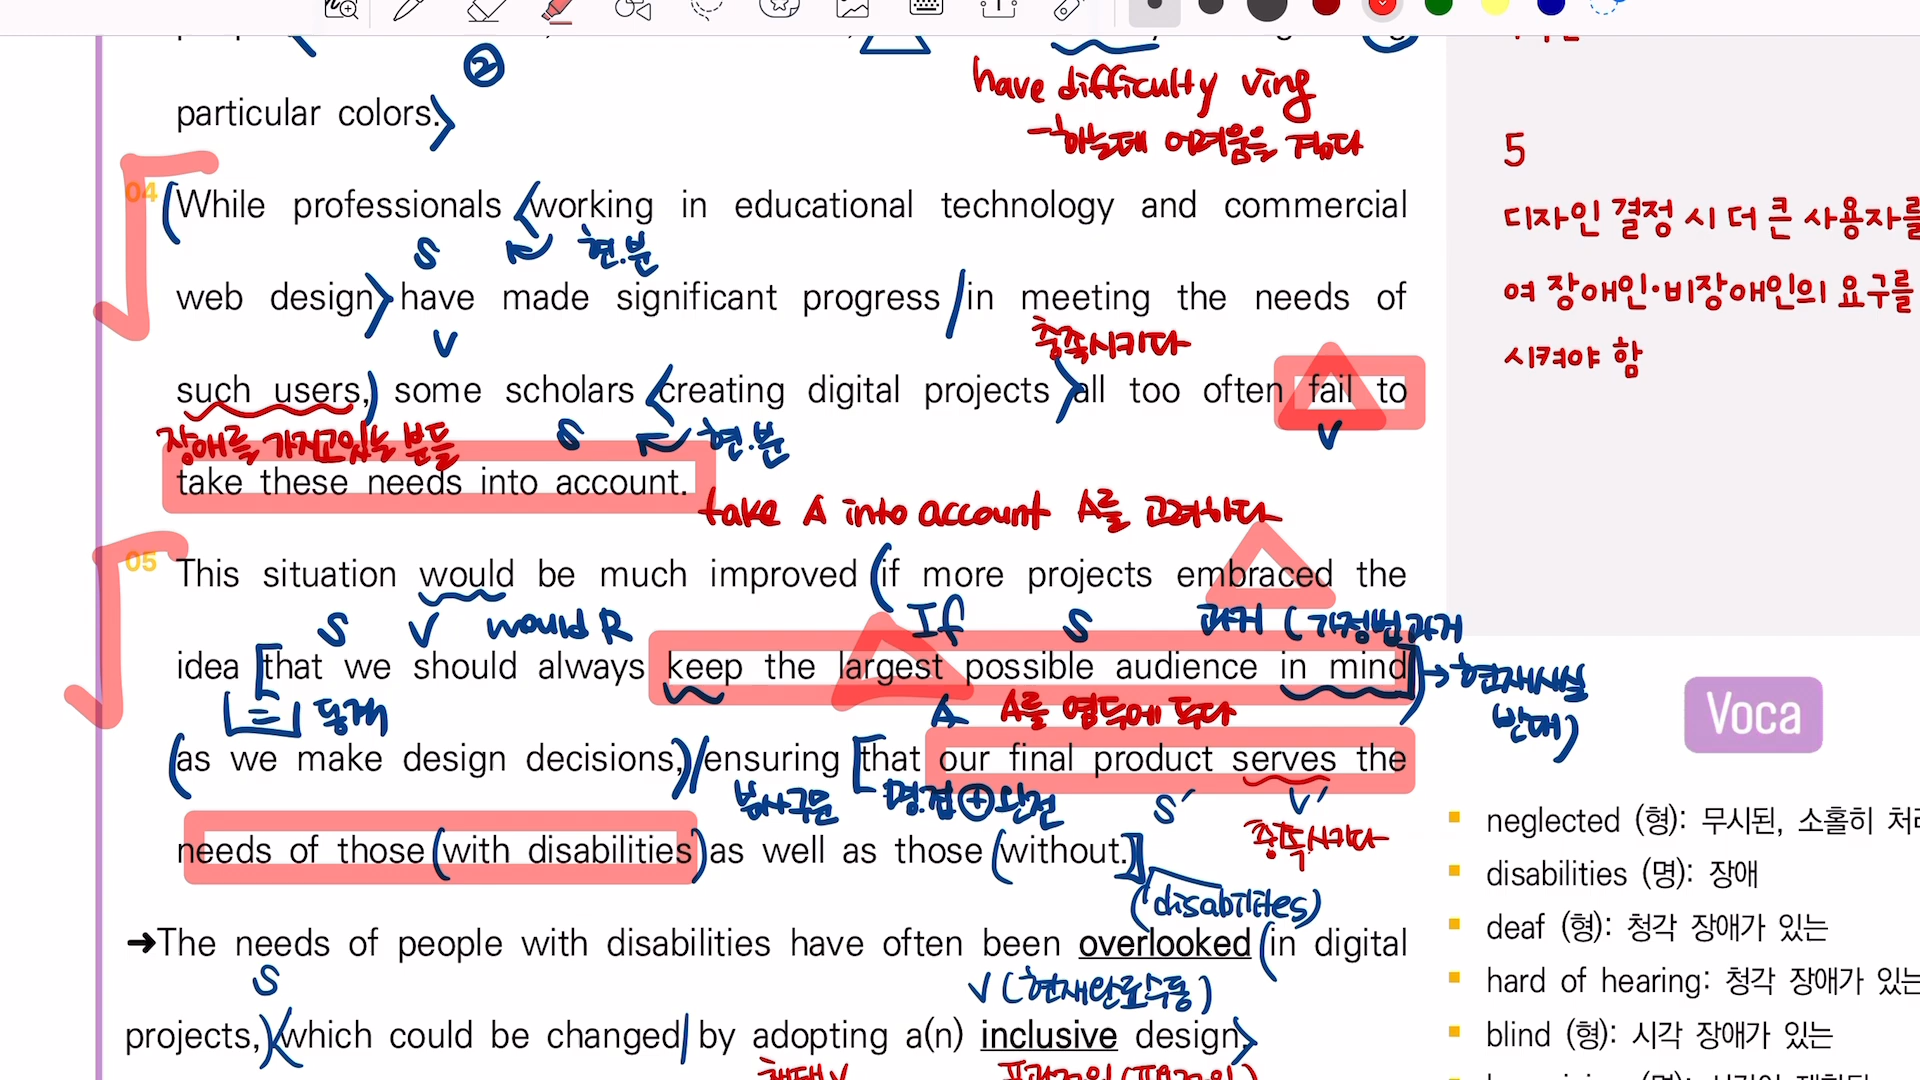 ②
have difficulty ving
particular colors.
~하는데 어려움을 겪다
5
04
While professionals working in educational technology and commercial
디자인 결정 시 더 큰 사용자를
S
현.분
web design have made significant progress in meeting the needs of
여 장애인·비장애인의 요구를
V
충족시키다
시켜야 함
such users, some scholars creating digital projects all too often fail to
장애를 가지고있는 분들
S
현.분
V
take these needs into account.
take A into account A를 고려하다
05
This situation would be much improved if more projects embraced the
S V would R
If S 과거 (가정법과거
idea that we should always keep the largest possible audience in mind
→현재사실
반대)
= 동격
A A를 염두에 두다
Voca
as we make design decisions, ensuring that our final product serves the
분사구문
명.접 ⊕ 완전
S' V'
충족시키다
neglected (형): 무시된, 소홀히
needs of those (with disabilities) as well as those (without.
disabilities (명): 장애
(disabilities)
deaf (형): 청각 장애가 있는
➜The needs of people with disabilities have often been overlooked (in digital
S
V (현재완료수동)
hard of hearing: 청각 장애가 있는
projects,) which could be changed by adopting a(n) inclusive design.
blind (형): 시각 장애가 있는